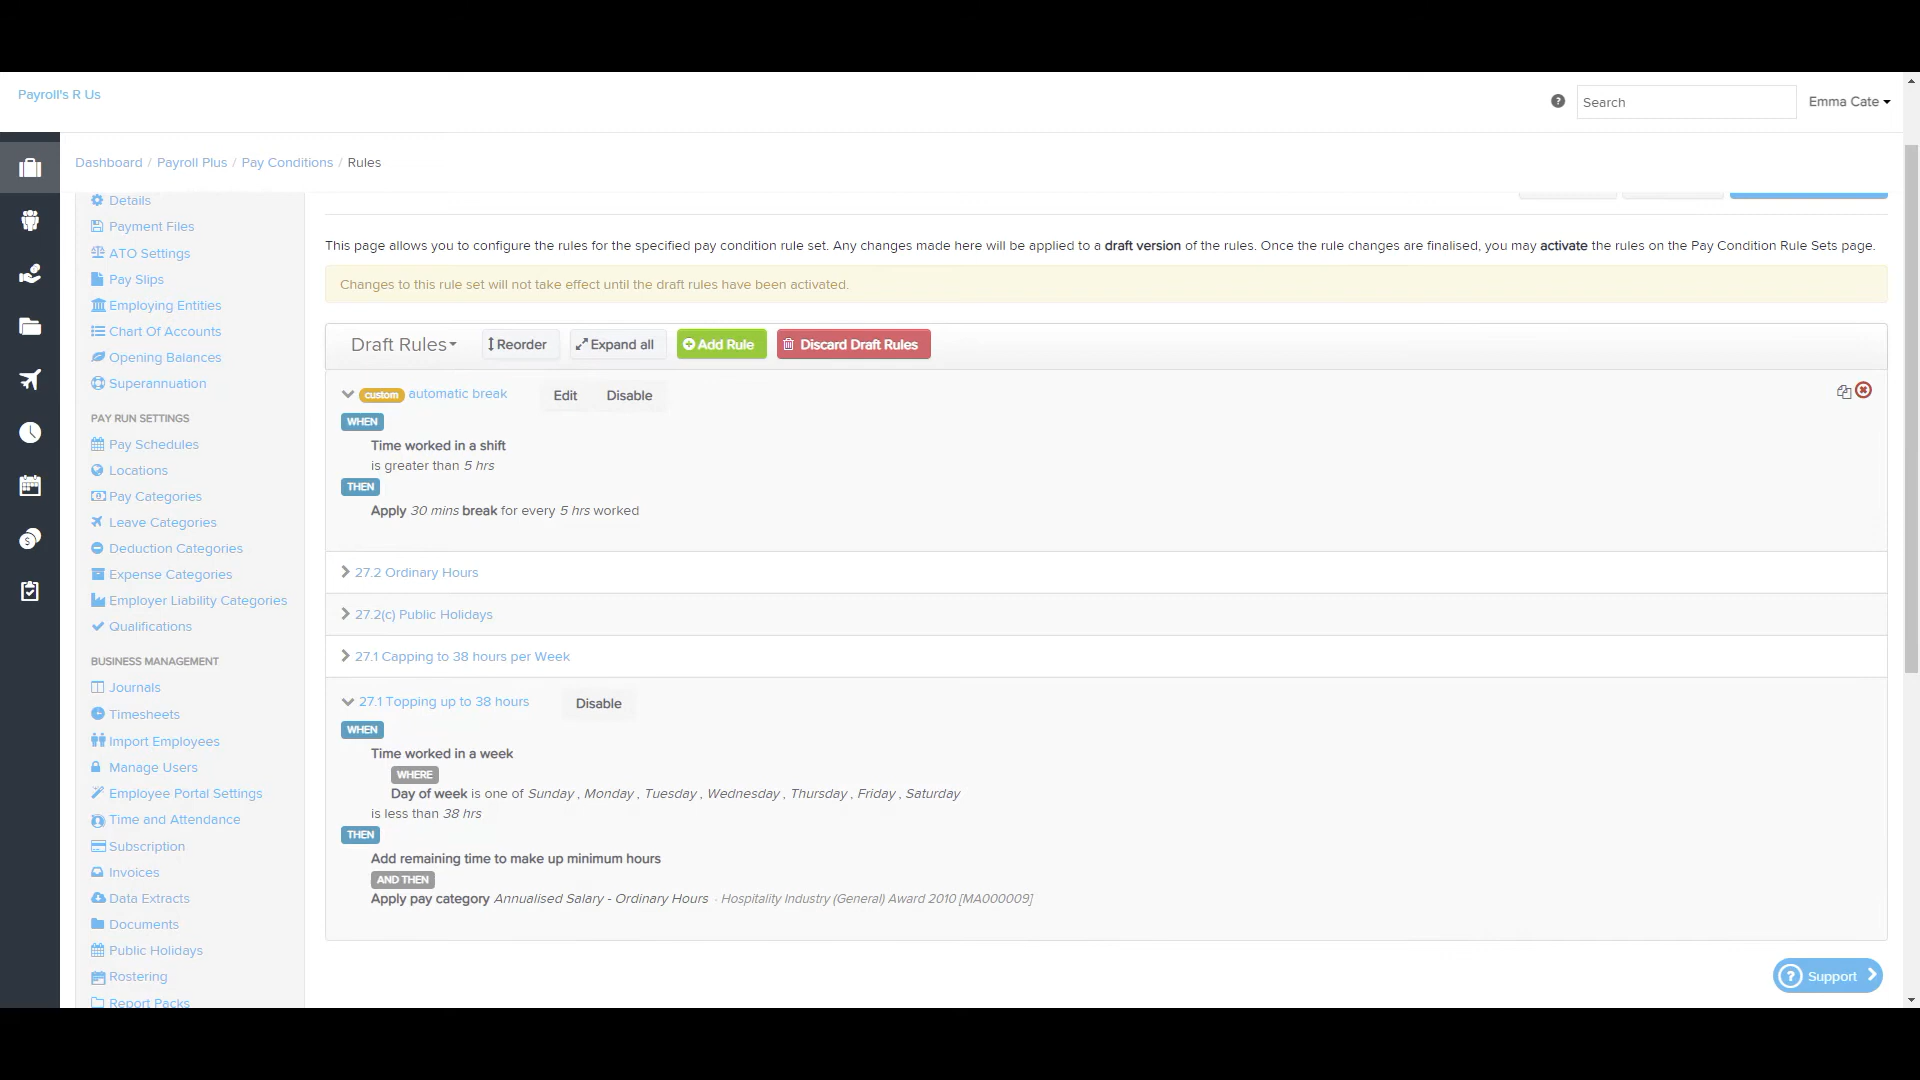 Payroll's R Us
Search
Emma Cate
Dashboard / Payroll Plus / Pay Conditions / Rules
Details
Payment Files
ATO Settings
Pay Slips
Employing Entities
Chart Of Accounts
Opening Balances
Superannuation
PAY RUN SETTINGS
Pay Schedules
Locations
Pay Categories
Leave Categories
Deduction Categories
Expense Categories
Employer Liability Categories
Qualifications
BUSINESS MANAGEMENT
Journals
Timesheets
Import Employees
Manage Users
Employee Portal Settings
Time and Attendance
Subscription
Invoices
Data Extracts
Documents
Public Holidays
Rostering
Report Packs
This page allows you to configure the rules for the specified pay condition rule set. Any changes made here will be applied to a draft version of the rules. Once the rule changes are finalised, you may activate the rules on the Pay Condition Rule Sets page.
Changes to this rule set will not take effect until the draft rules have been activated.
Draft Rules Reorder Expand all Add Rule Discard Draft Rules
custom automatic break Edit Disable
WHEN
Time worked in a shift
is greater than 5 hrs
THEN
Apply 30 mins break for every 5 hrs worked
27.2 Ordinary Hours
27.2(c) Public Holidays
27.1 Capping to 38 hours per Week
27.1 Topping up to 38 hours Disable
WHEN
Time worked in a week
WHERE
Day of week is one of Sunday , Monday , Tuesday , Wednesday , Thursday , Friday , Saturday
is less than 38 hrs
THEN
Add remaining time to make up minimum hours
AND THEN
Apply pay category Annualised Salary - Ordinary Hours - Hospitality Industry (General) Award 2010 [MA000009]
Support